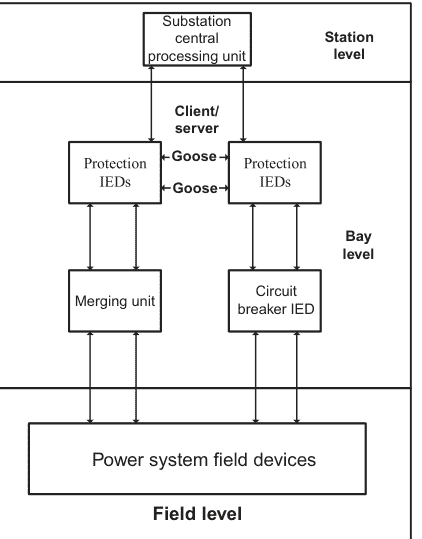 Substation
central
processing unit
Station
level
Client/
server
Protection
IEDs
Goose
Goose
Protection
IEDs
Bay
level
Merging unit
Circuit
breaker IED
Power system field devices
Field level